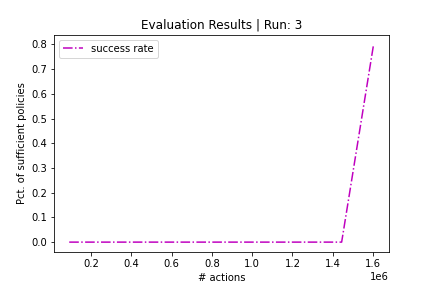 Evaluation Results | Run: 3
success rate
Pct. of sufficient policies
0.8
0.7
0.6
0.5
0.4
0.3
0.2
0.1
0.0
0.2 0.4 0.6 0.8 1.0 1.2 1.4 1.6
1e6
# actions